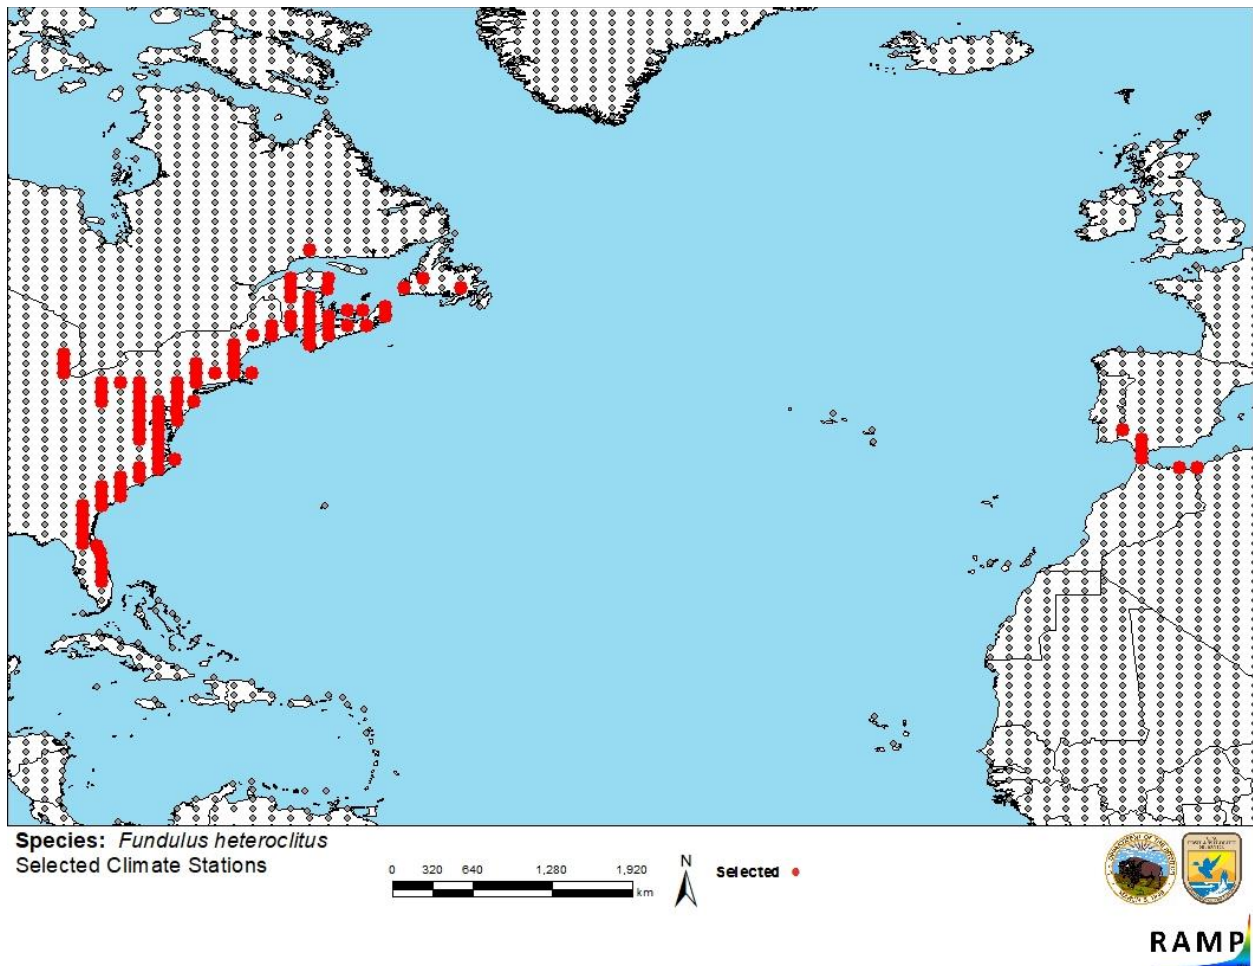 Species: Fundulus heteroclitus
Selected Climate Stations
0 320 640 1,280 1,920
km
N
Selected
RAMP